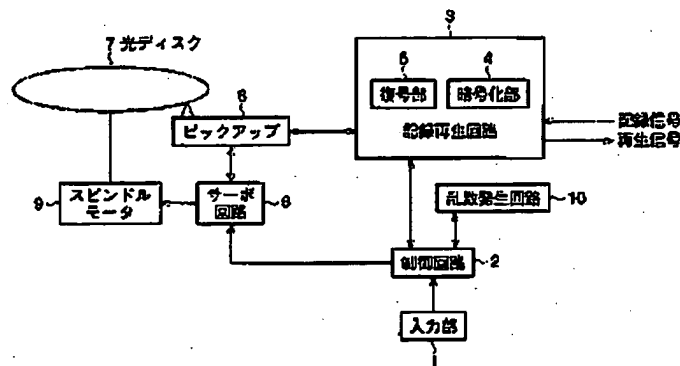 3
7 光ディスク
5
4
復号部
暗号化部
6
ピックアップ
記録再生回路
記録信号
再生信号
9
スピンドル
モータ
サーボ
回路
8
乱数発生回路
10
制御回路
2
入力部
1